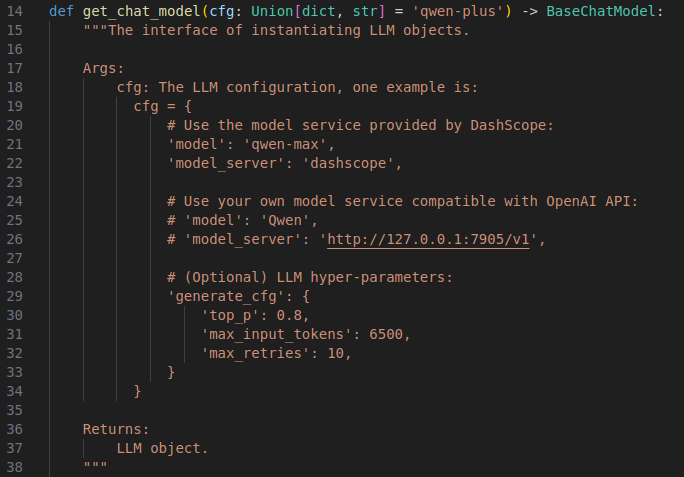 14 def get_chat_model(cfg: Union[dict, str] = 'qwen-plus') -> BaseChatModel:
15     """The interface of instantiating LLM objects.
16
17     Args:
18         cfg: The LLM configuration, one example is:
19           cfg = {
20               # Use the model service provided by DashScope:
21               'model': 'qwen-max',
22               'model_server': 'dashscope',
23
24               # Use your own model service compatible with OpenAI API:
25               # 'model': 'Qwen',
26               # 'model_server': 'http://127.0.0.1:7905/v1',
27
28               # (Optional) LLM hyper-parameters:
29               'generate_cfg': {
30                   'top_p': 0.8,
31                   'max_input_tokens': 6500,
32                   'max_retries': 10,
33               }
34           }
35
36     Returns:
37         LLM object.
38     """